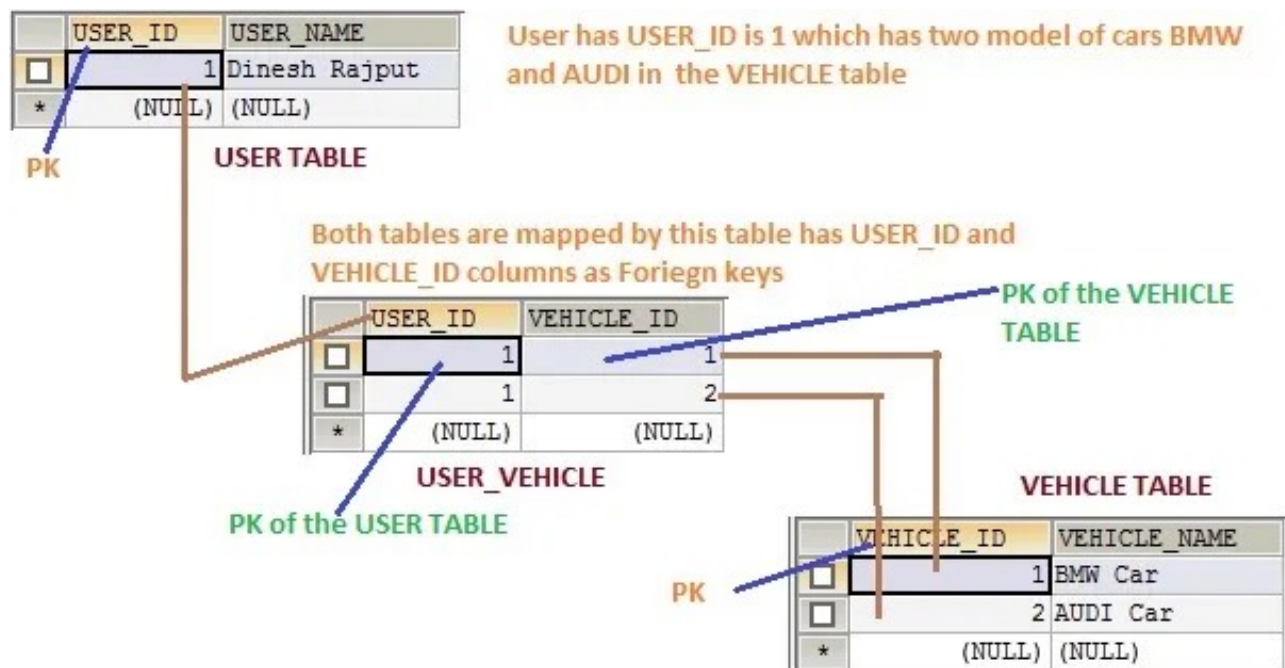 USER_ID USER_NAME
1 Dinesh Rajput
* (NULL) (NULL)
User has USER_ID is 1 which has two model of cars BMW
and AUDI in the VEHICLE table
PK
USER TABLE
Both tables are mapped by this table has USER_ID and
VEHICLE_ID columns as Foriegn keys
USER_ID VEHICLE_ID
1 1
1 2
* (NULL) (NULL)
PK of the VEHICLE
TABLE
USER_VEHICLE
PK of the USER TABLE
VEHICLE TABLE
VEHICLE_ID VEHICLE_NAME
1 BMW Car
2 AUDI Car
* (NULL) (NULL)
PK